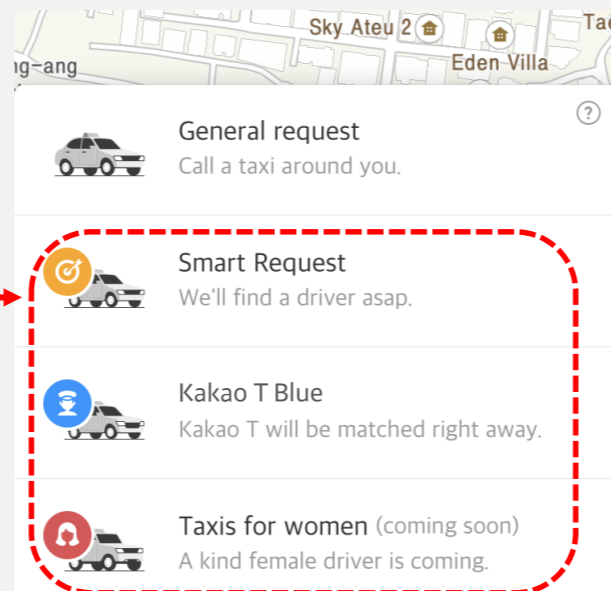 Sky Ateu 2
Eden Villa
ng-ang
?
General request
Call a taxi around you.
Smart Request
We'll find a driver asap.
Kakao T Blue
Kakao T will be matched right away.
Taxis for women (coming soon)
A kind female driver is coming.